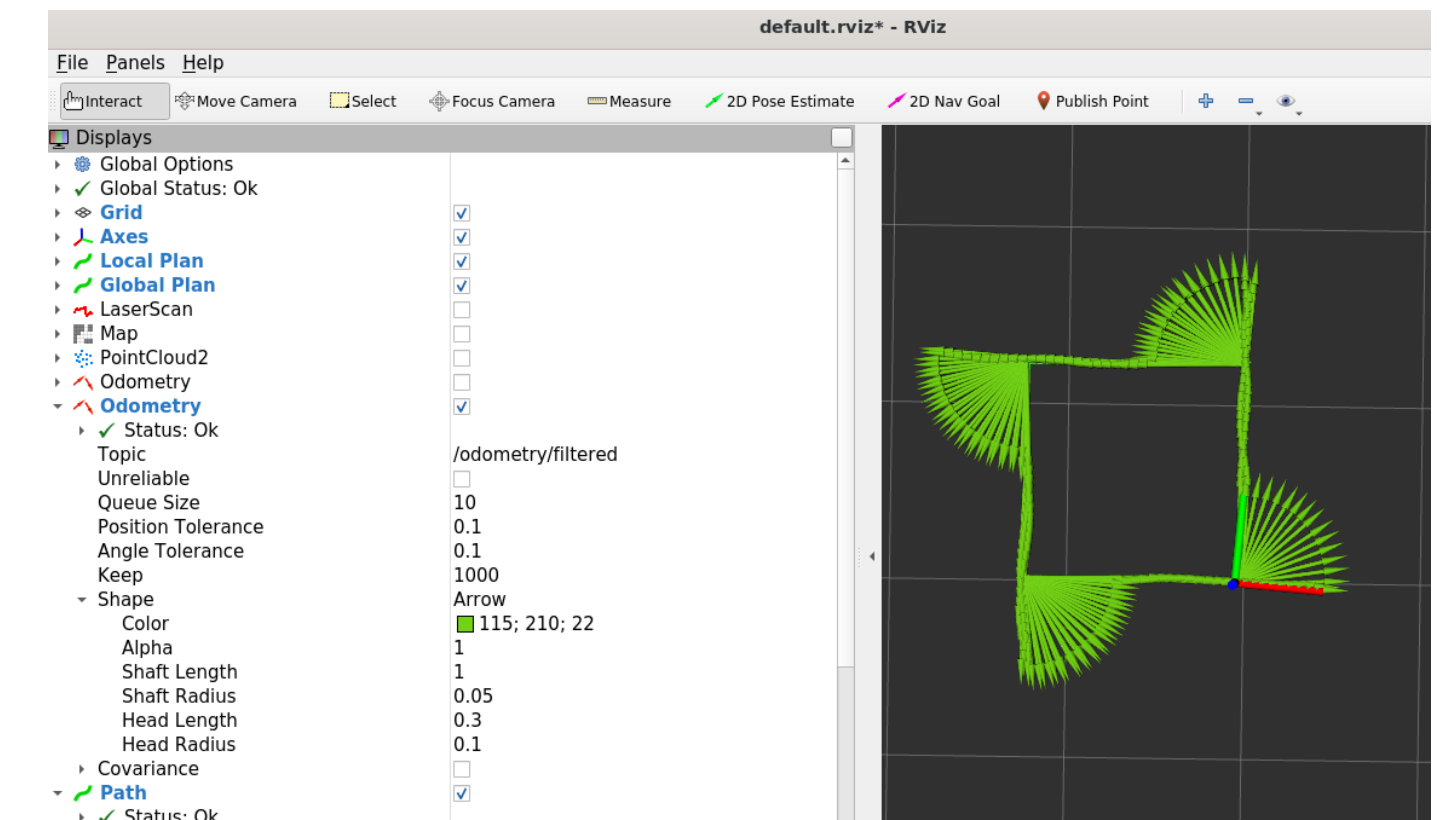 default.rviz* - RViz
File Panels Help
Interact Move Camera Select Focus Camera Measure 2D Pose Estimate 2D Nav Goal Publish Point
Displays
Global Options
Global Status: Ok
Grid
Axes
Local Plan
Global Plan
LaserScan
Map
PointCloud2
Odometry
Odometry
Status: Ok
Topic /odometry/filtered
Unreliable
Queue Size 10
Position Tolerance 0.1
Angle Tolerance 0.1
Keep 1000
Shape Arrow
Color 115; 210; 22
Alpha 1
Shaft Length 1
Shaft Radius 0.05
Head Length 0.3
Head Radius 0.1
Covariance
Path
Status: Ok